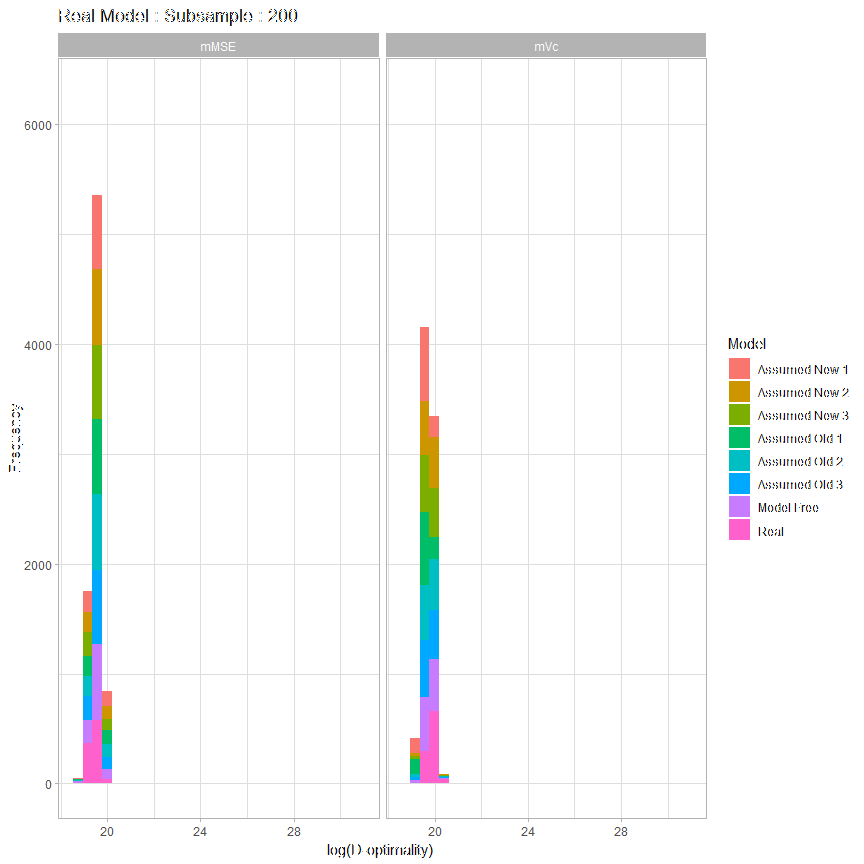 Real Model : Subsample : 200
mMSE
mVc
6000
4000
2000
0
Frequency
20
24
28
20
24
28
log(D-optimality)
Model
Assumed New 1
Assumed New 2
Assumed New 3
Assumed Old 1
Assumed Old 2
Assumed Old 3
Model Free
Real